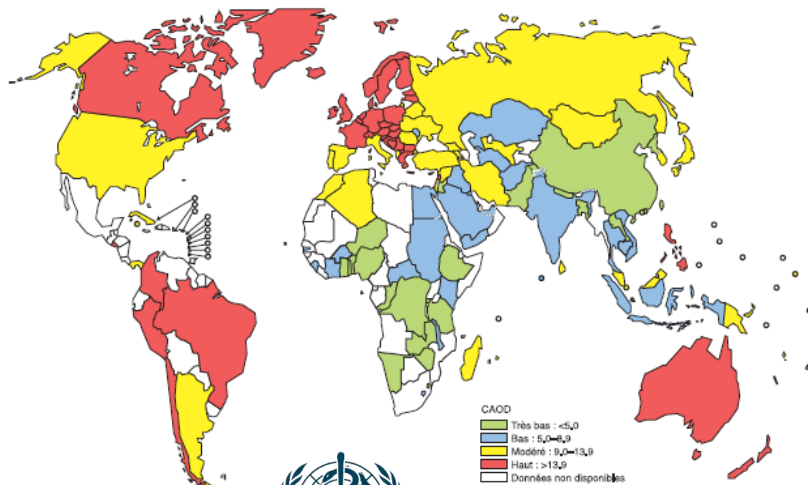 CAOD
Très bas : <5.0
Bas : 5.0–8.9
Modéré : 9.0–13.9
Haut : >13.9
Données non disponibles